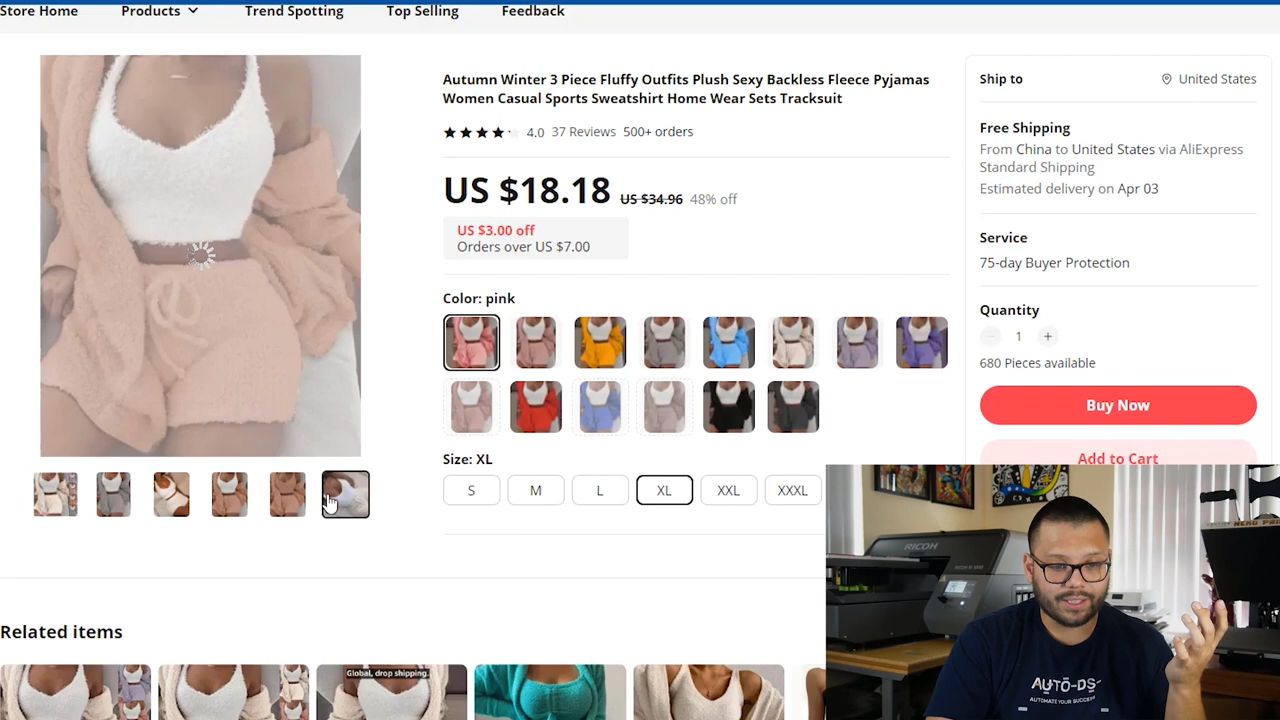 Store Home
Products
Trend Spotting
Top Selling
Feedback
Autumn Winter 3 Piece Fluffy Outfits Plush Sexy Backless Fleece Pyjamas
Women Casual Sports Sweatshirt Home Wear Sets Tracksuit
4.0 37 Reviews 500+ orders
US $18.18 US $34.96 48% off
US $3.00 off
Orders over US $7.00
Color: pink
Size: XL
S
M
L
XL
XXL
XXXL
Ship to
United States
Free Shipping
From China to United States via AliExpress
Standard Shipping
Estimated delivery on Apr 03
Service
75-day Buyer Protection
Quantity
1 +
680 Pieces available
Buy Now
Add to Cart
Related items
Global, drop shipping.
RICOH
AUTO-DS
AUTOMATE YOUR SUCCESS